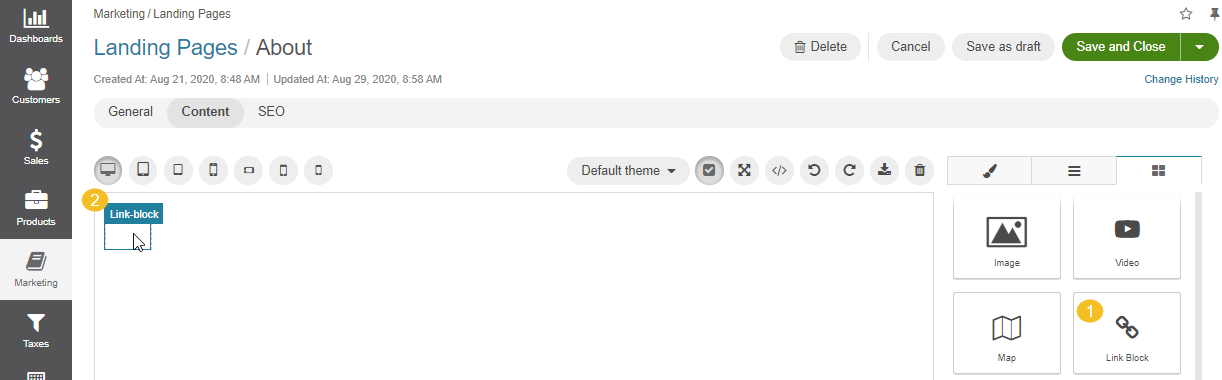 Dashboards
Customers
Sales
Products
Marketing
Taxes
Marketing / Landing Pages
Landing Pages / About
Delete
Cancel
Save as draft
Save and Close
Created At: Aug 21, 2020, 8:48 AM | Updated At: Aug 29, 2020, 8:58 AM
Change History
General
Content
SEO
Default theme
</>
2
Link-block
Image
Video
1
Map
Link Block